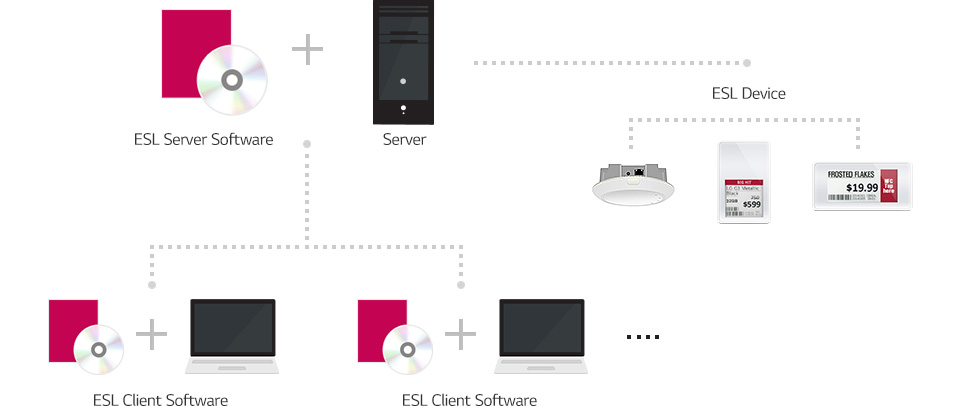 ESL Server Software
Server
ESL Device
BIG HIT
LG G3 Metallic
Black
32GB
$599
FROSTED FLAKES
$19.99
NFC
Tap
here
ESL Client Software
ESL Client Software